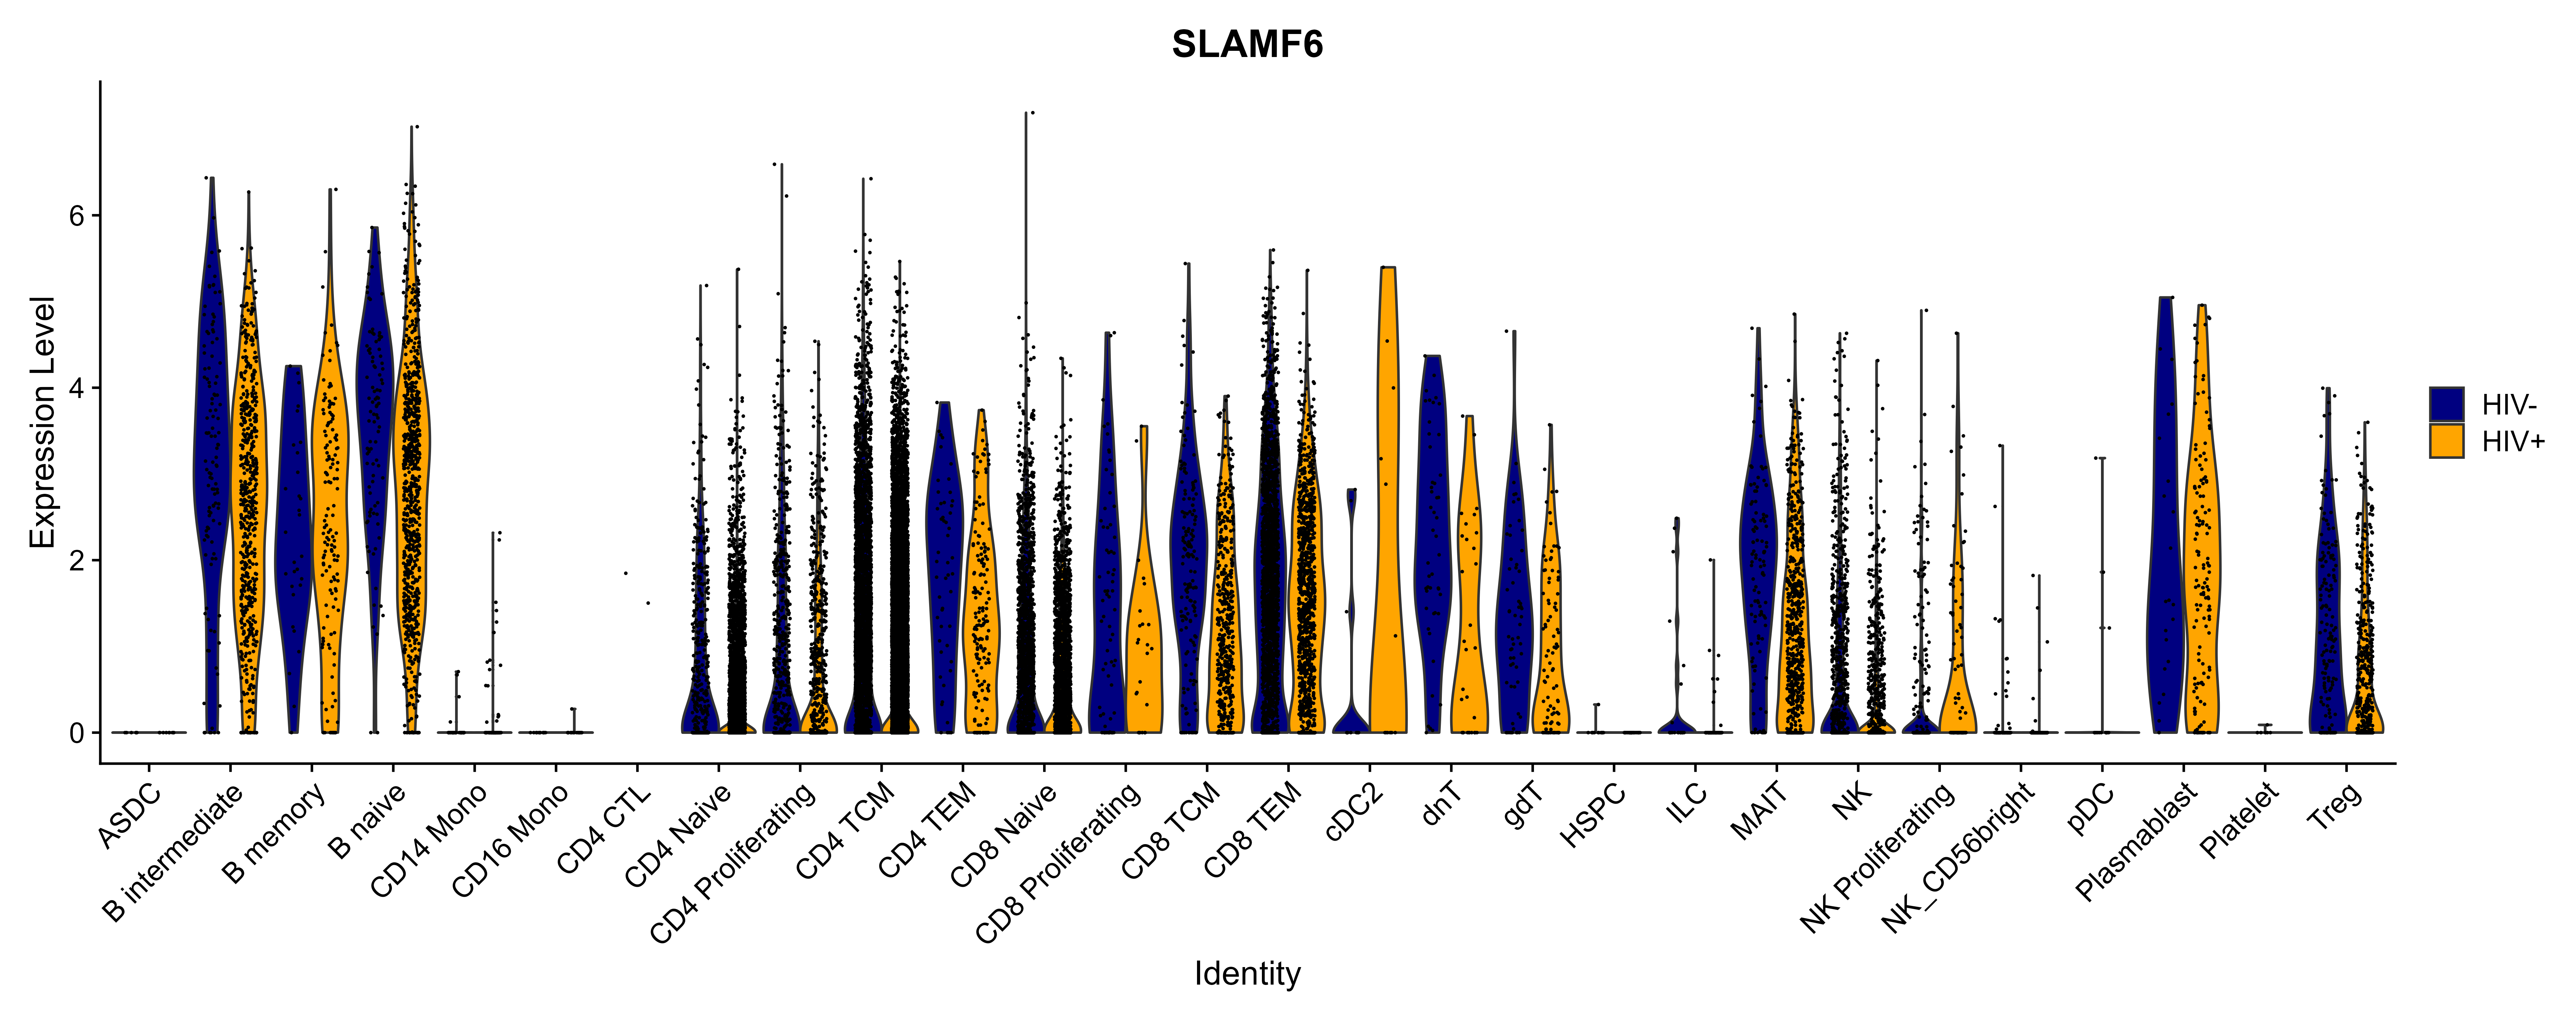 SLAMF6
Expression Level
6
4
2
0
ASDC
B intermediate
B memory
B naive
CD14 Mono
CD16 Mono
CD4 CTL
CD4 Naive
CD4 Proliferating
CD4 TCM
CD4 TEM
CD8 Naive
CD8 Proliferating
CD8 TCM
CD8 TEM
cDC2
dnT
gdT
HSPC
ILC
MAIT
NK
NK Proliferating
NK_CD56bright
pDC
Plasmablast
Platelet
Treg
Identity
HIV-
HIV+